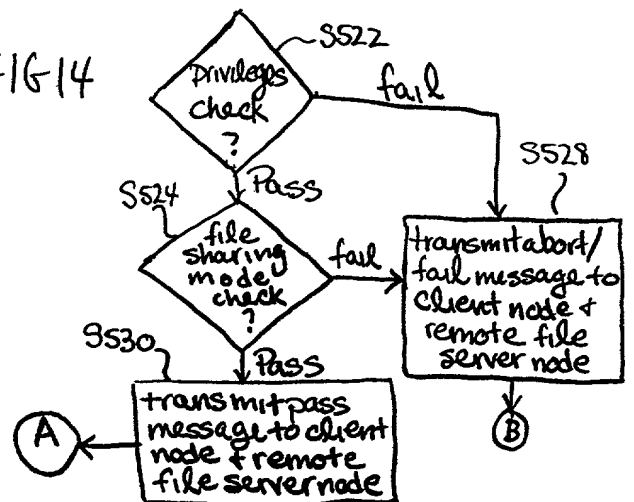 -IG 14
S522
privileges
check
?
fail
Pass
S528
S524
file
sharing
mode
check
?
fail
transmit abort/
fail message to
client node +
remote file
server node
S530
Pass
transmit pass
message to client
node + remote
file server node
A
B